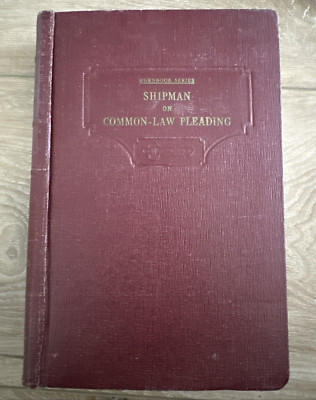 HORNBOOK SERIES
SHIPMAN
ON
COMMON-LAW PLEADING